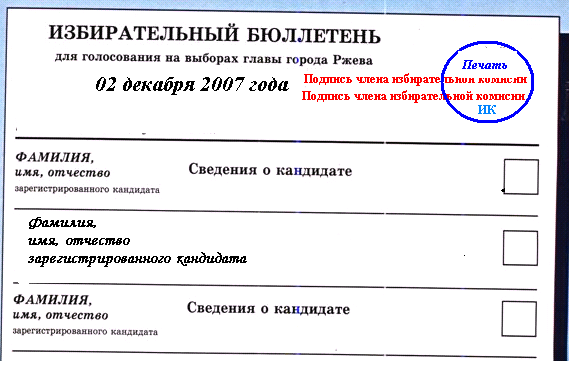 ИЗБИРАТЕЛЬНЫЙ БЮЛЛЕТЕНЬ
для голосования на выборах главы города Ржева
02 декабря 2007 года
Печать
Подпись члена избирательной комисии
Подпись члена избирательной комисии
ИК
ФАМИЛИЯ,
имя, отчество
зарегистрированного кандидата
Сведения о кандидате
Фамилия,
имя, отчество
зарегистрированного кандидата
ФАМИЛИЯ,
имя, отчество
зарегистрированного кандидата
Сведения о кандидате